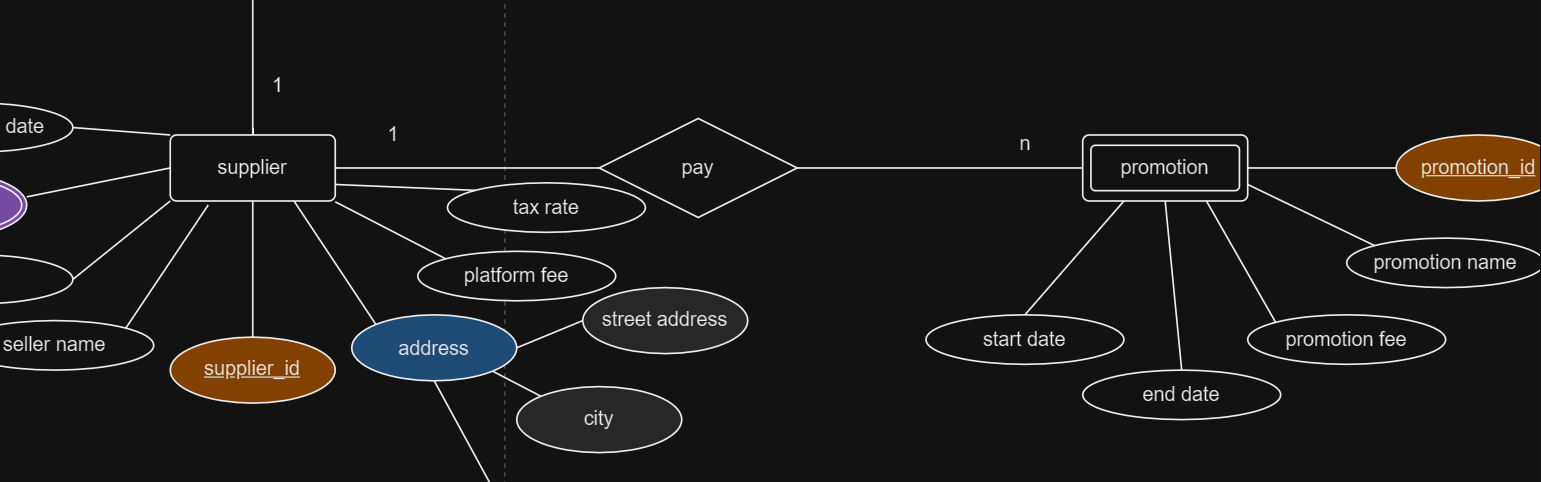 1
date
1
n
supplier
pay
promotion
promotion_id
tax rate
platform fee
promotion name
street address
start date
promotion fee
seller name
address
supplier_id
end date
city